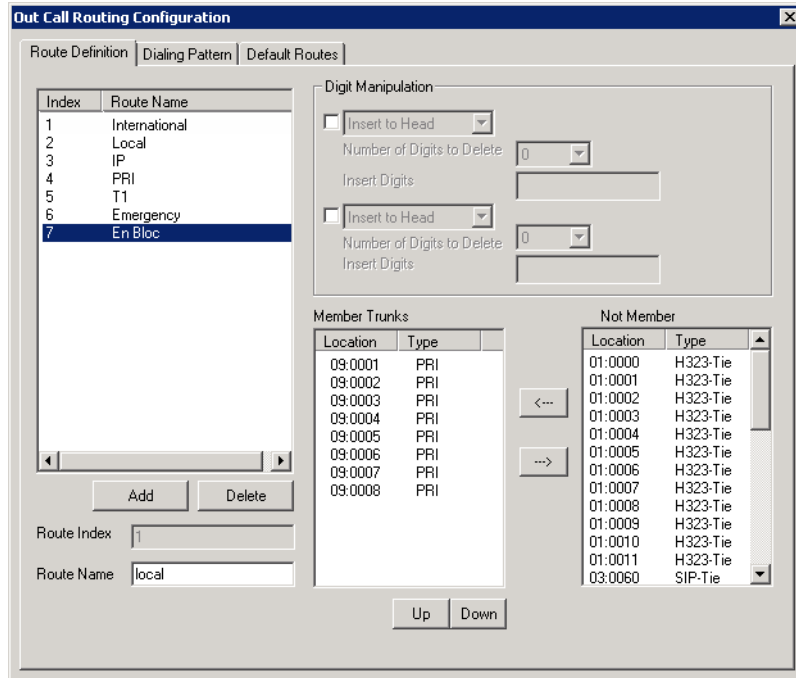 Out Call Routing Configuration
Route Definition
Dialing Pattern
Default Routes
Index Route Name
1 International
2 Local
3 IP
4 PRI
5 T1
6 Emergency
7 En Bloc
Add
Delete
Route Index 1
Route Name local
Digit Manipulation
Insert to Head
Number of Digits to Delete 0
Insert Digits
Insert to Head
Number of Digits to Delete 0
Insert Digits
Member Trunks
Location Type
09:0001 PRI
09:0002 PRI
09:0003 PRI
09:0004 PRI
09:0005 PRI
09:0006 PRI
09:0007 PRI
09:0008 PRI
<---
--->
Not Member
Location Type
01:0000 H323-Tie
01:0001 H323-Tie
01:0002 H323-Tie
01:0003 H323-Tie
01:0004 H323-Tie
01:0005 H323-Tie
01:0006 H323-Tie
01:0007 H323-Tie
01:0008 H323-Tie
01:0009 H323-Tie
01:0010 H323-Tie
01:0011 H323-Tie
03:0060 SIP-Tie
Up
Down